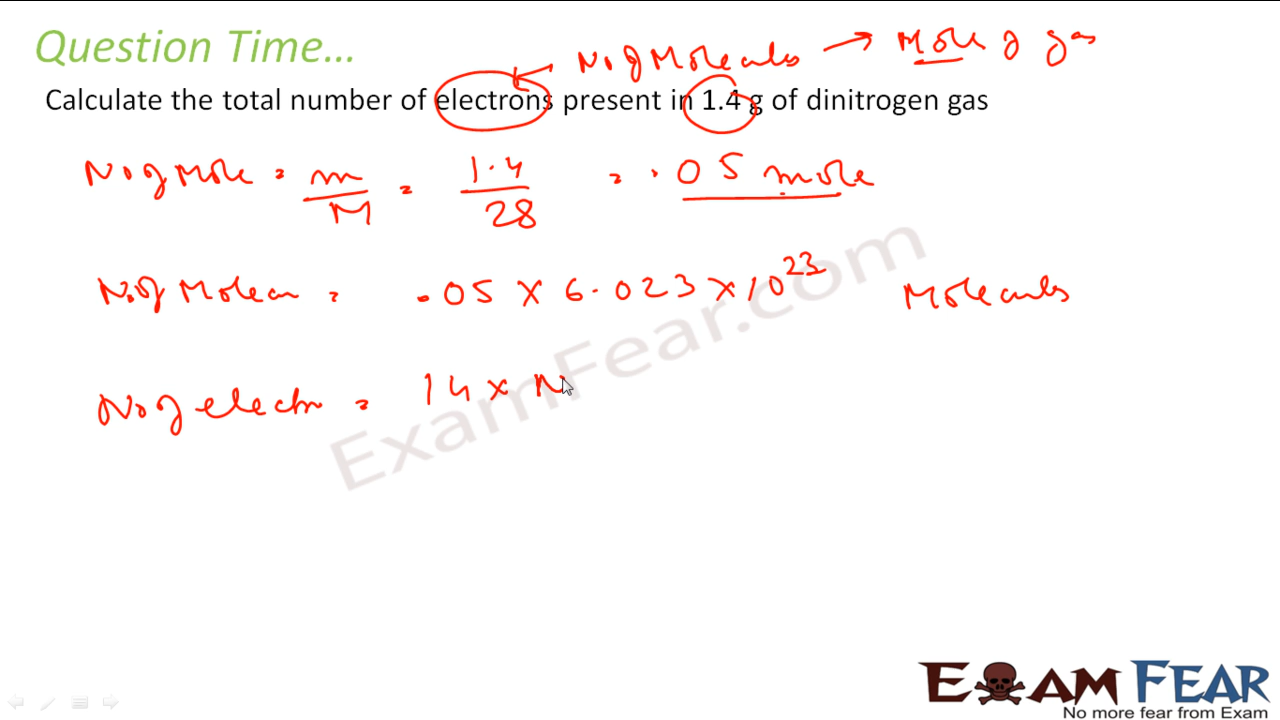 Question Time...
No of Molecules → Mole of gas
Calculate the total number of electrons present in 1.4 g of dinitrogen gas
No of Mole = m/M = 1.4/28 = .05 mole
No. of Molecu = .05 × 6.023 × 10^23 Molecules
No of electr = 14 × N
ExamFear.com
EXAM FEAR
No more fear from Exam